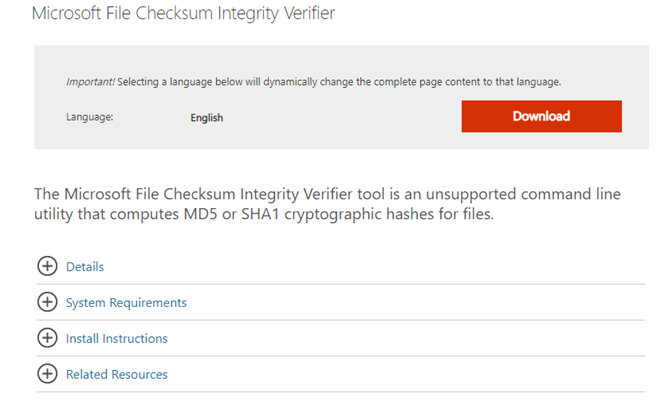 Microsoft File Checksum Integrity Verifier
Important! Selecting a language below will dynamically change the complete page content to that language.
Language: English Download
The Microsoft File Checksum Integrity Verifier tool is an unsupported command line
utility that computes MD5 or SHA1 cryptographic hashes for files.
Details
System Requirements
Install Instructions
Related Resources